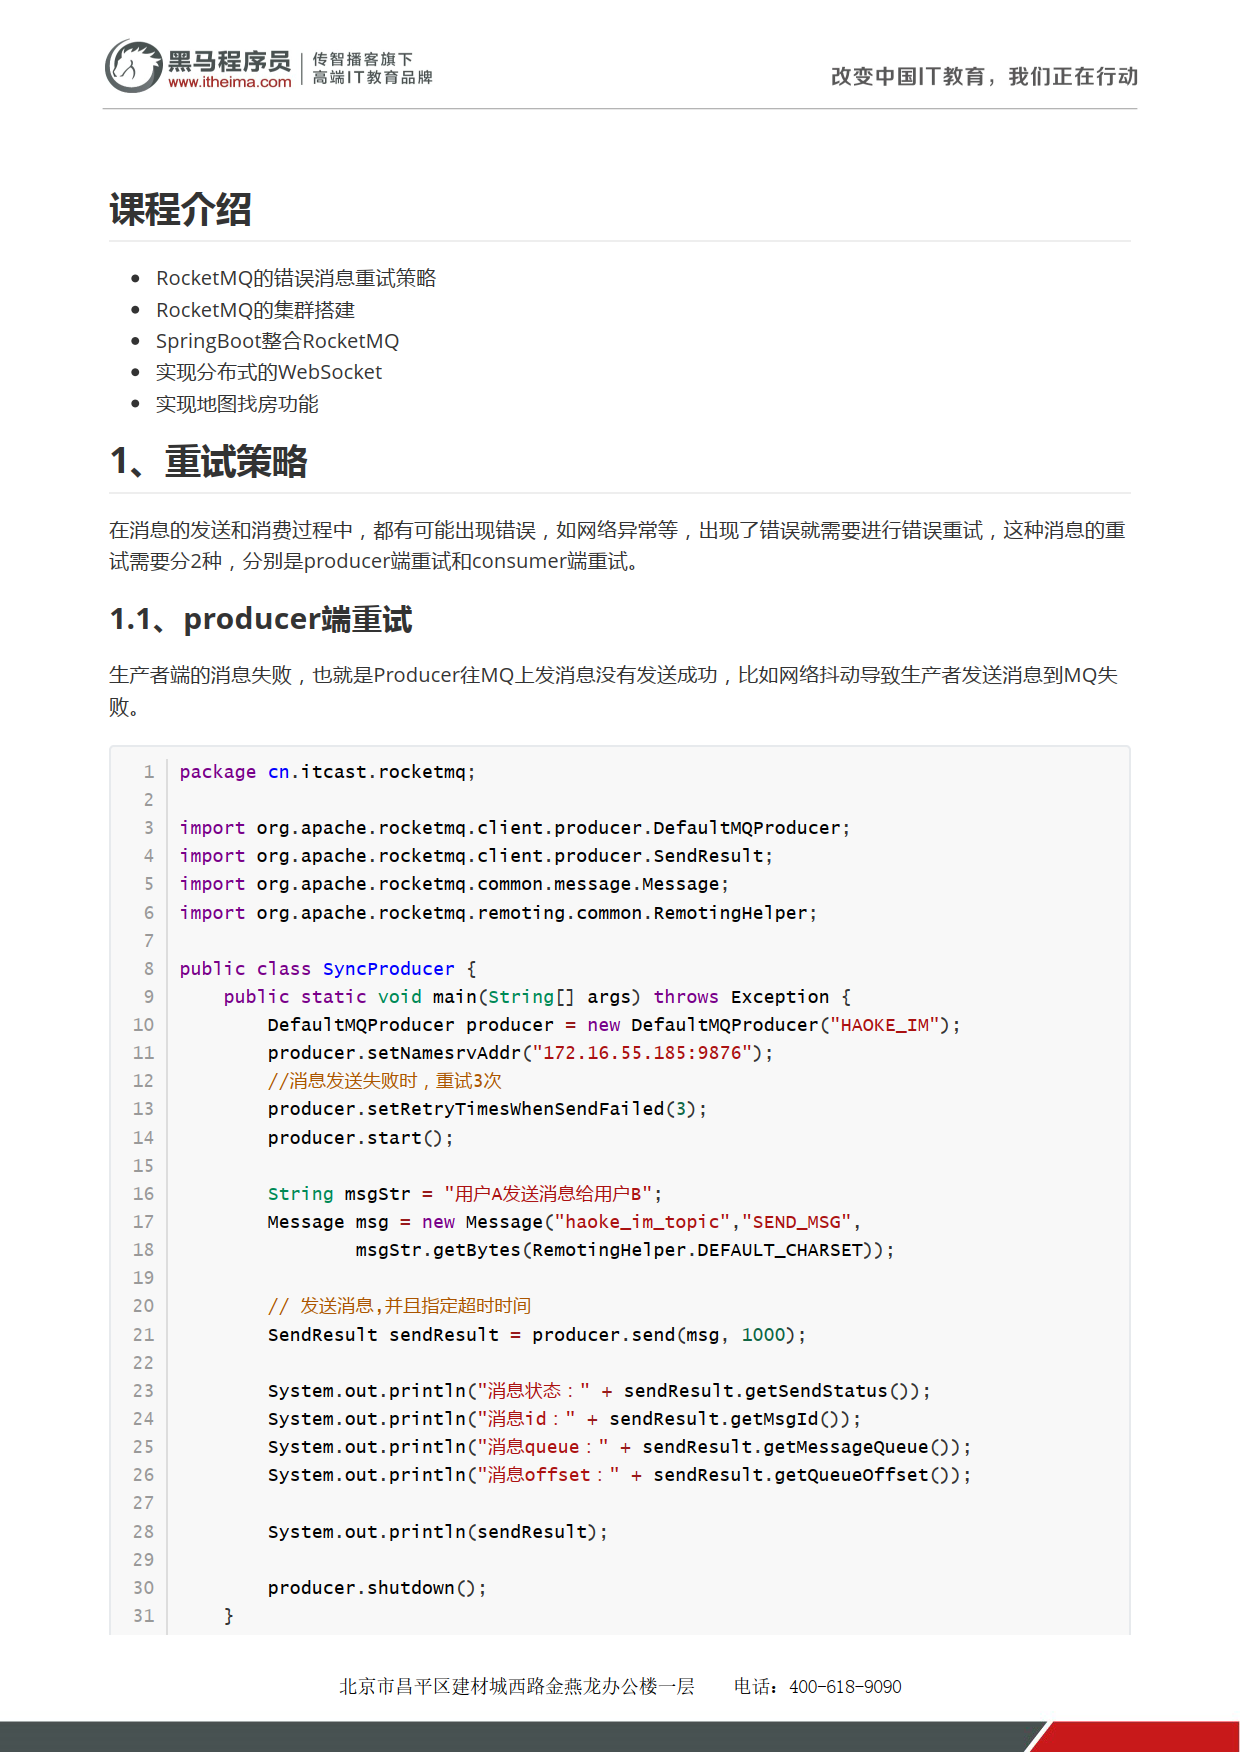 黑马程序员
www.itheima.com
传智播客旗下
高端IT教育品牌
改变中国IT教育，我们正在行动
课程介绍
RocketMQ的错误消息重试策略
RocketMQ的集群搭建
SpringBoot整合RocketMQ
实现分布式的WebSocket
实现地图找房功能
1、重试策略
在消息的发送和消费过程中，都有可能出现错误，如网络异常等，出现了错误就需要进行错误重试，这种消息的重
试需要分2种，分别是producer端重试和consumer端重试。
1.1、producer端重试
生产者端的消息失败，也就是Producer往MQ上发消息没有发送成功，比如网络抖动导致生产者发送消息到MQ失
败。
1 package cn.itcast.rocketmq;
2
3 import org.apache.rocketmq.client.producer.DefaultMQProducer;
4 import org.apache.rocketmq.client.producer.SendResult;
5 import org.apache.rocketmq.common.message.Message;
6 import org.apache.rocketmq.remoting.common.RemotingHelper;
7
8 public class SyncProducer {
9     public static void main(String[] args) throws Exception {
10         DefaultMQProducer producer = new DefaultMQProducer("HAOKE_IM");
11         producer.setNamesrvAddr("172.16.55.185:9876");
12         //消息发送失败时，重试3次
13         producer.setRetryTimesWhenSendFailed(3);
14         producer.start();
15
16         String msgStr = "用户A发送消息给用户B";
17         Message msg = new Message("haoke_im_topic","SEND_MSG",
18                 msgStr.getBytes(RemotingHelper.DEFAULT_CHARSET));
19
20         // 发送消息,并且指定超时时间
21         SendResult sendResult = producer.send(msg, 1000);
22
23         System.out.println("消息状态：" + sendResult.getSendStatus());
24         System.out.println("消息id：" + sendResult.getMsgId());
25         System.out.println("消息queue：" + sendResult.getMessageQueue());
26         System.out.println("消息offset：" + sendResult.getQueueOffset());
27
28         System.out.println(sendResult);
29
30         producer.shutdown();
31     }
北京市昌平区建材城西路金燕龙办公楼一层 电话：400-618-9090